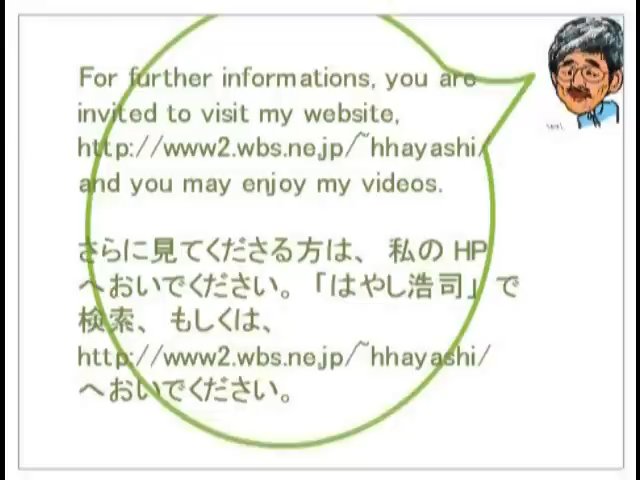 For further informations, you are
invited to visit my website,
http://www2.wbs.ne.jp/~hhayashi/
and you may enjoy my videos.
さらに見てくださる方は、 私の HP
へおいでください。「はやし浩司」 で
検索、 もしくは、
http://www2.wbs.ne.jp/~hhayashi/
へおいでください。